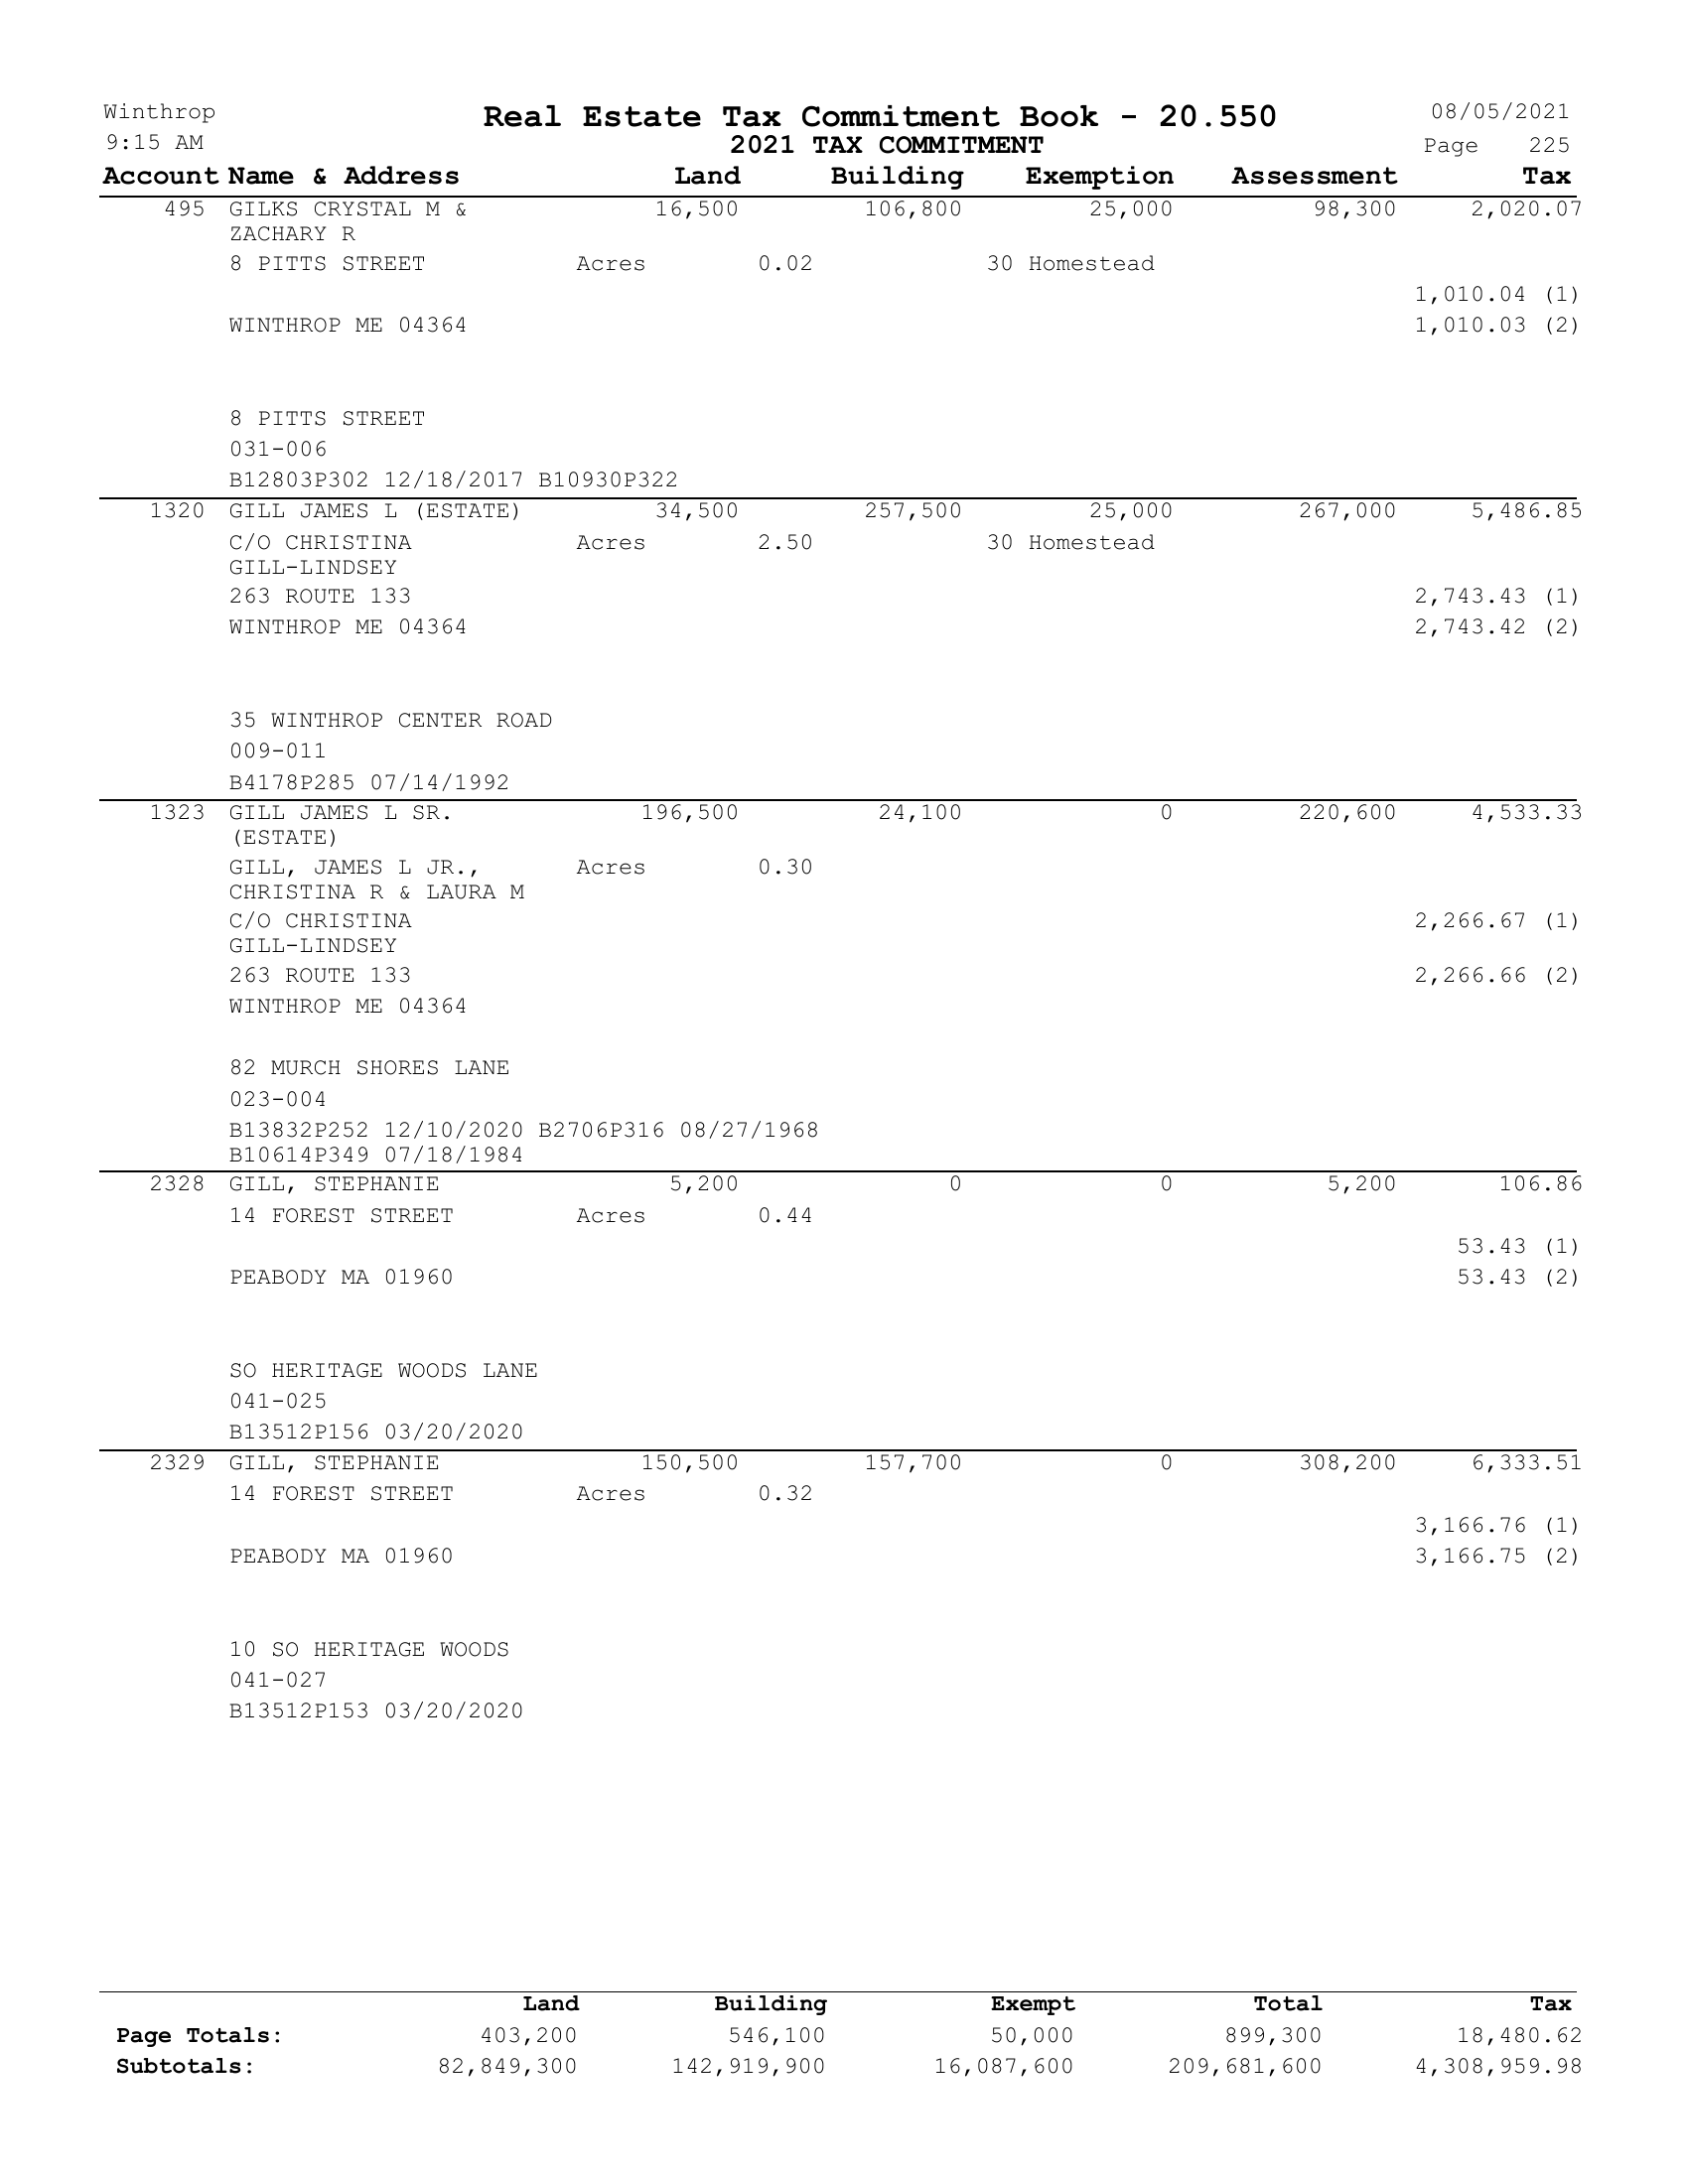 Winthrop Real Estate Tax Commitment Book - 20.550 08/05/2021
9:15 AM 2021 TAX COMMITMENT Page 225
Account Name & Address Land Building Exemption Assessment Tax
495 GILKS CRYSTAL M & 16,500 106,800 25,000 98,300 2,020.07
ZACHARY R
8 PITTS STREET Acres 0.02 30 Homestead
1,010.04 (1)
WINTHROP ME 04364 1,010.03 (2)
8 PITTS STREET
031-006
B12803P302 12/18/2017 B10930P322
1320 GILL JAMES L (ESTATE) 34,500 257,500 25,000 267,000 5,486.85
C/O CHRISTINA Acres 2.50 30 Homestead
GILL-LINDSEY
263 ROUTE 133 2,743.43 (1)
WINTHROP ME 04364 2,743.42 (2)
35 WINTHROP CENTER ROAD
009-011
B4178P285 07/14/1992
1323 GILL JAMES L SR. 196,500 24,100 0 220,600 4,533.33
(ESTATE)
GILL, JAMES L JR., Acres 0.30
CHRISTINA R & LAURA M
C/O CHRISTINA 2,266.67 (1)
GILL-LINDSEY
263 ROUTE 133 2,266.66 (2)
WINTHROP ME 04364
82 MURCH SHORES LANE
023-004
B13832P252 12/10/2020 B2706P316 08/27/1968
B10614P349 07/18/1984
2328 GILL, STEPHANIE 5,200 0 0 5,200 106.86
14 FOREST STREET Acres 0.44
53.43 (1)
PEABODY MA 01960 53.43 (2)
SO HERITAGE WOODS LANE
041-025
B13512P156 03/20/2020
2329 GILL, STEPHANIE 150,500 157,700 0 308,200 6,333.51
14 FOREST STREET Acres 0.32
3,166.76 (1)
PEABODY MA 01960 3,166.75 (2)
10 SO HERITAGE WOODS
041-027
B13512P153 03/20/2020
Land Building Exempt Total Tax
Page Totals: 403,200 546,100 50,000 899,300 18,480.62
Subtotals: 82,849,300 142,919,900 16,087,600 209,681,600 4,308,959.98